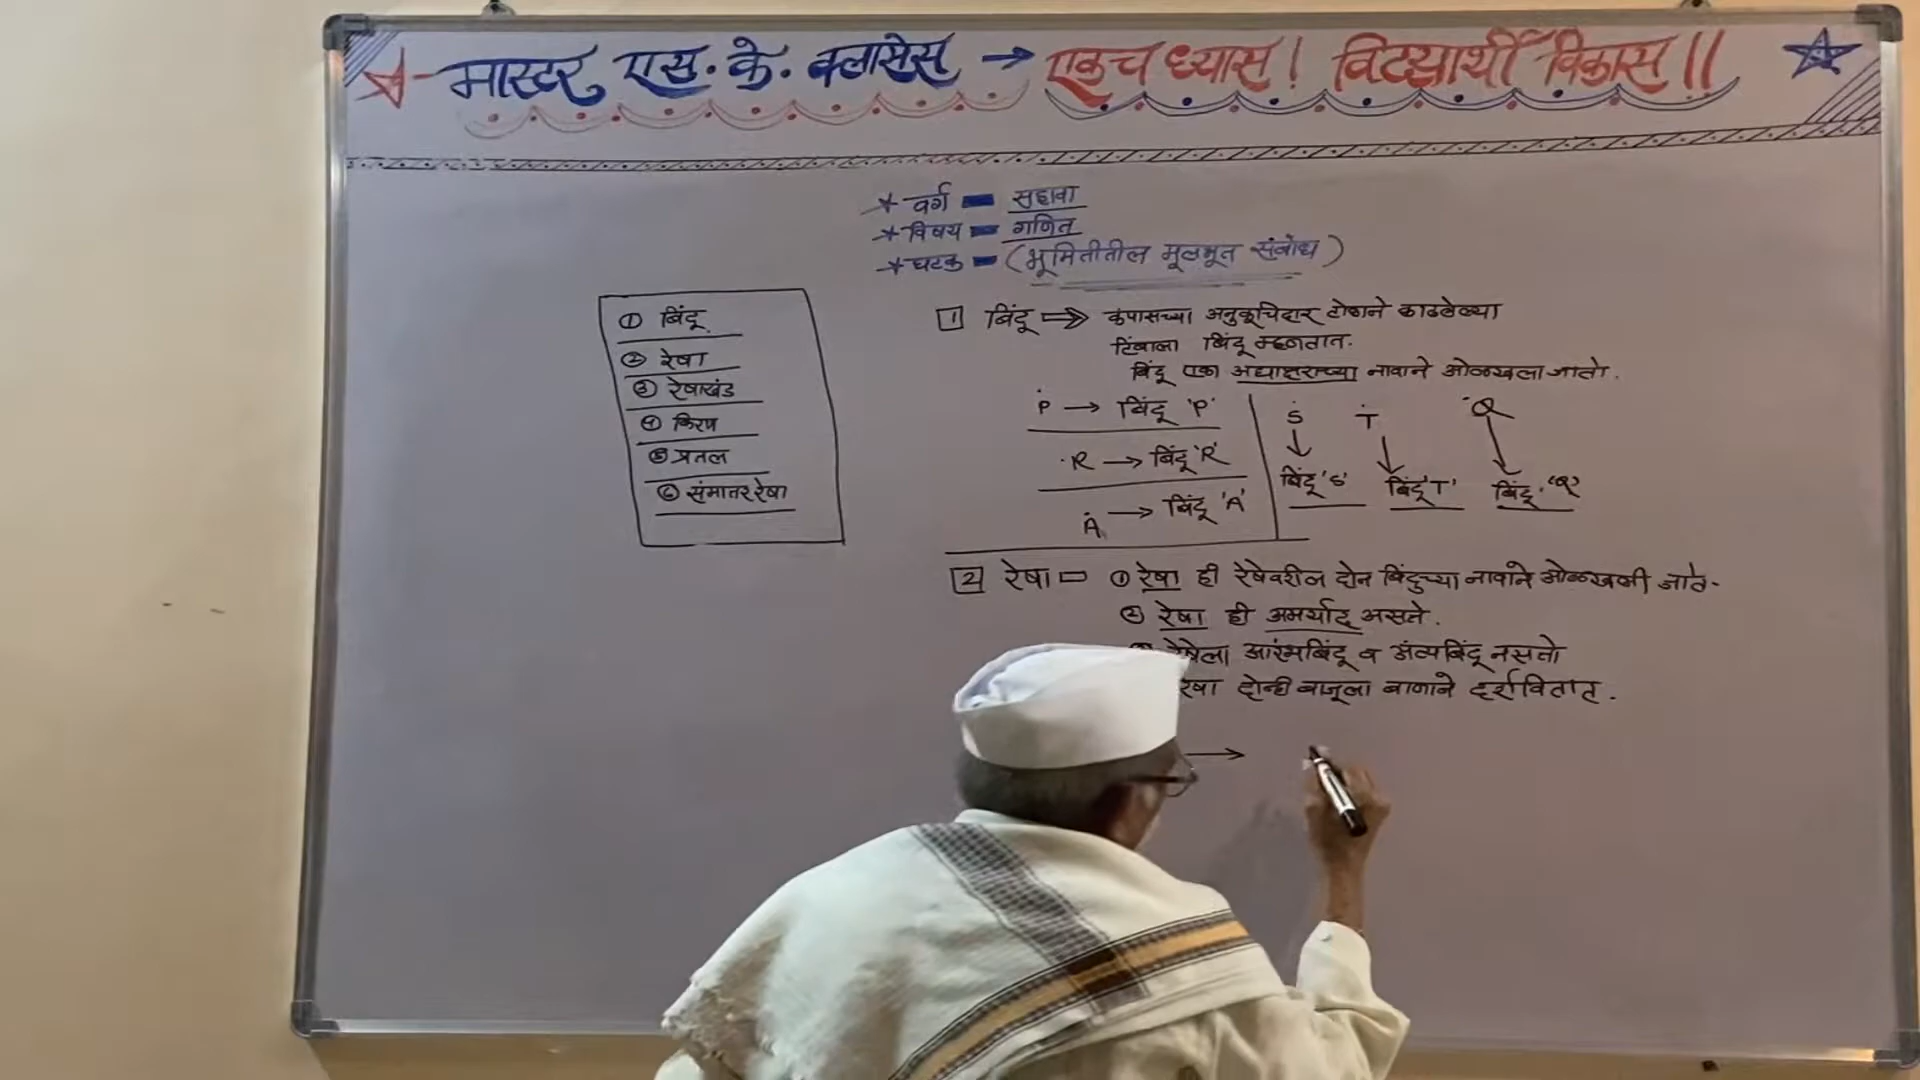 मास्टर एस. के. क्लासेस → एकच ध्यास! विद्यार्थी विकास ||
* वर्ग = सहावा
* विषय = गणित
* घटक = (भूमितीतील मूलभूत संबोध)
① बिंदू
② रेषा
③ रेषाखंड
④ किरण
⑤ प्रतल
⑥ संमातर रेषा
1 बिंदू ⇒ कंपासच्या अनुकूचिदार टोकाने काढलेल्या
टिंबाला बिंदू म्हणतात.
बिंदू एका अद्याक्षराच्या नावाने ओळखला जातो.
P → बिंदू 'P'
R → बिंदू 'R'
A → बिंदू 'A'
S T Q
बिंदू 'S' बिंदू 'T' बिंदू 'Q'
2 रेषा ① रेषा ही रेषेवरील दोन बिंदुच्या नावाने ओळखली जाते.
② रेषा ही अमर्याद असते.
रेषेला आरंभबिंदू व अंत्यबिंदू नसतो
रेषा दोन्ही बाजूला बाणाने दर्शवितात.
→